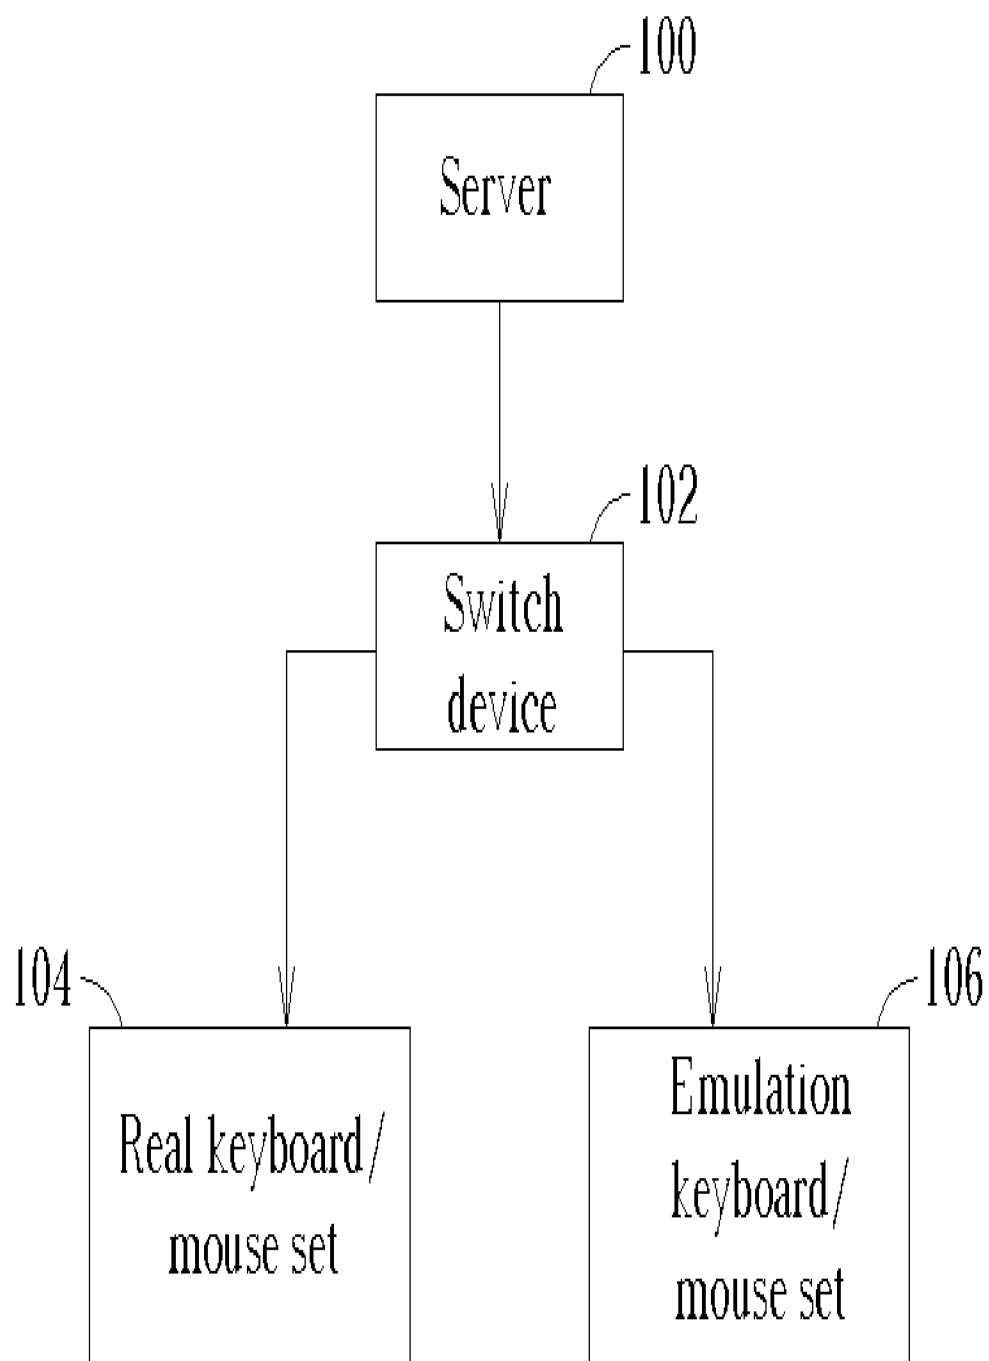 100
Server
102
Switch
device
104
106
Real keyboard/
mouse set
Emulation
keyboard/
mouse set